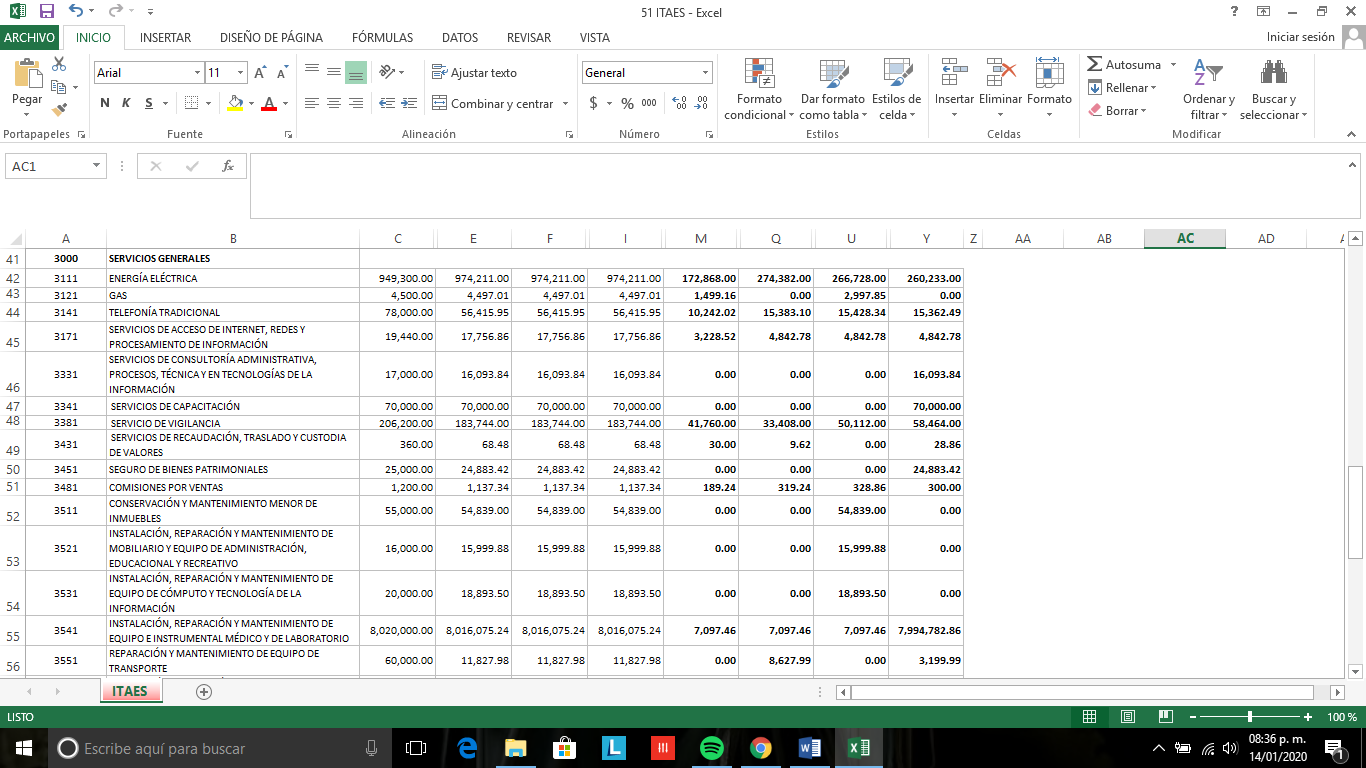 51 ITAES - Excel
ARCHIVO INICIO INSERTAR DISEÑO DE PÁGINA FÓRMULAS DATOS REVISAR VISTA Iniciar sesión
Pegar
Portapapeles
Arial 11
N K S
Fuente
Ajustar texto
Combinar y centrar
Alineación
General
$ % 000
Número
Formato condicional
Dar formato como tabla
Estilos de celda
Estilos
Insertar Eliminar Formato
Celdas
Autosuma
Rellenar
Borrar
Ordenar y filtrar
Buscar y seleccionar
Modificar
AC1 fx
A B C E F I M Q U Y Z AA AB AC AD
41 3000 SERVICIOS GENERALES
42 3111 ENERGÍA ELÉCTRICA 949,300.00 974,211.00 974,211.00 974,211.00 172,868.00 274,382.00 266,728.00 260,233.00
43 3121 GAS 4,500.00 4,497.01 4,497.01 4,497.01 1,499.16 0.00 2,997.85 0.00
44 3141 TELEFONÍA TRADICIONAL 78,000.00 56,415.95 56,415.95 56,415.95 10,242.02 15,383.10 15,428.34 15,362.49
45 3171 SERVICIOS DE ACCESO DE INTERNET, REDES Y PROCESAMIENTO DE INFORMACIÓN 19,440.00 17,756.86 17,756.86 17,756.86 3,228.52 4,842.78 4,842.78 4,842.78
46 3331 SERVICIOS DE CONSULTORÍA ADMINISTRATIVA, PROCESOS, TÉCNICA Y EN TECNOLOGÍAS DE LA INFORMACIÓN 17,000.00 16,093.84 16,093.84 16,093.84 0.00 0.00 0.00 16,093.84
47 3341 SERVICIOS DE CAPACITACIÓN 70,000.00 70,000.00 70,000.00 70,000.00 0.00 0.00 0.00 70,000.00
48 3381 SERVICIO DE VIGILANCIA 206,200.00 183,744.00 183,744.00 183,744.00 41,760.00 33,408.00 50,112.00 58,464.00
49 3431 SERVICIOS DE RECAUDACIÓN, TRASLADO Y CUSTODIA DE VALORES 360.00 68.48 68.48 68.48 30.00 9.62 0.00 28.86
50 3451 SEGURO DE BIENES PATRIMONIALES 25,000.00 24,883.42 24,883.42 24,883.42 0.00 0.00 0.00 24,883.42
51 3481 COMISIONES POR VENTAS 1,200.00 1,137.34 1,137.34 1,137.34 189.24 319.24 328.86 300.00
52 3511 CONSERVACIÓN Y MANTENIMIENTO MENOR DE INMUEBLES 55,000.00 54,839.00 54,839.00 54,839.00 0.00 0.00 54,839.00 0.00
53 3521 INSTALACIÓN, REPARACIÓN Y MANTENIMIENTO DE MOBILIARIO Y EQUIPO DE ADMINISTRACIÓN, EDUCACIONAL Y RECREATIVO 16,000.00 15,999.88 15,999.88 15,999.88 0.00 0.00 15,999.88 0.00
54 3531 INSTALACIÓN, REPARACIÓN Y MANTENIMIENTO DE EQUIPO DE CÓMPUTO Y TECNOLOGÍA DE LA INFORMACIÓN 20,000.00 18,893.50 18,893.50 18,893.50 0.00 0.00 18,893.50 0.00
55 3541 INSTALACIÓN, REPARACIÓN Y MANTENIMIENTO DE EQUIPO E INSTRUMENTAL MÉDICO Y DE LABORATORIO 8,020,000.00 8,016,075.24 8,016,075.24 8,016,075.24 7,097.46 7,097.46 7,097.46 7,994,782.86
56 3551 REPARACIÓN Y MANTENIMIENTO DE EQUIPO DE TRANSPORTE 60,000.00 11,827.98 11,827.98 11,827.98 0.00 8,627.99 0.00 3,199.99
ITAES
LISTO 100 %
Escribe aquí para buscar
08:36 p. m.
14/01/2020